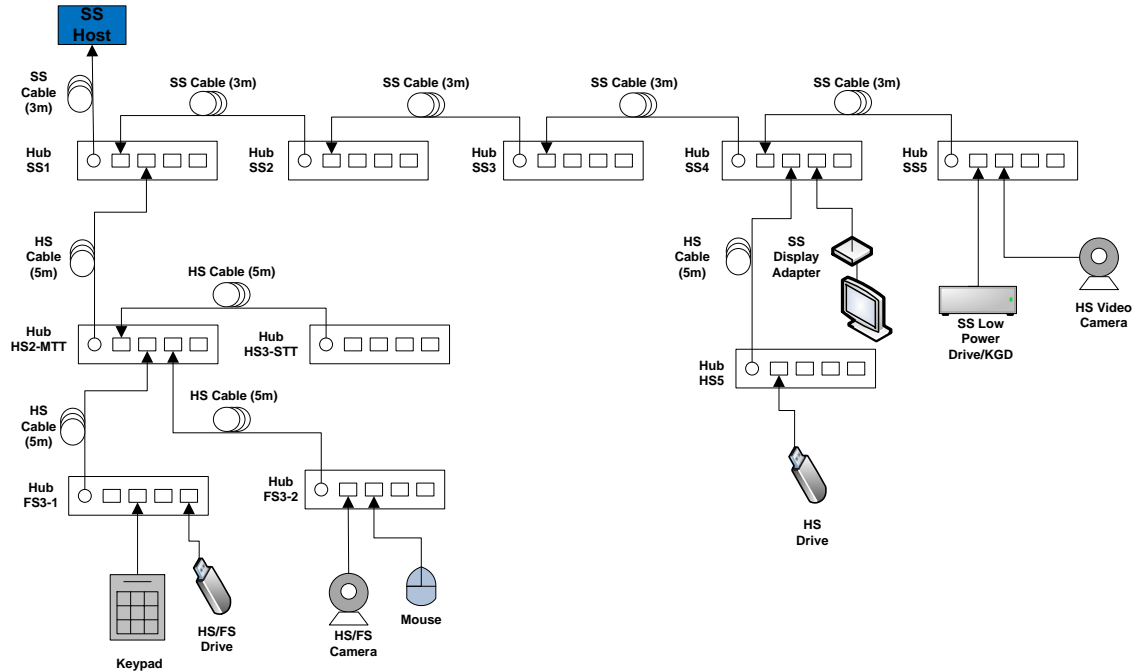 SS
Host
SS
Cable
(3m)
SS Cable (3m)
SS Cable (3m)
SS Cable (3m)
SS Cable (3m)
Hub
SS1
Hub
SS2
Hub
SS3
Hub
SS4
Hub
SS5
HS
Cable
(5m)
HS Cable (5m)
HS
Cable
(5m)
SS
Display
Adapter
HS Video
Camera
SS Low
Power
Drive/KGD
Hub
HS2-MTT
Hub
HS3-STT
Hub
HS5
HS
Cable
(5m)
HS Cable (5m)
Hub
FS3-1
Hub
FS3-2
HS
Drive
Keypad
HS/FS
Drive
HS/FS
Camera
Mouse